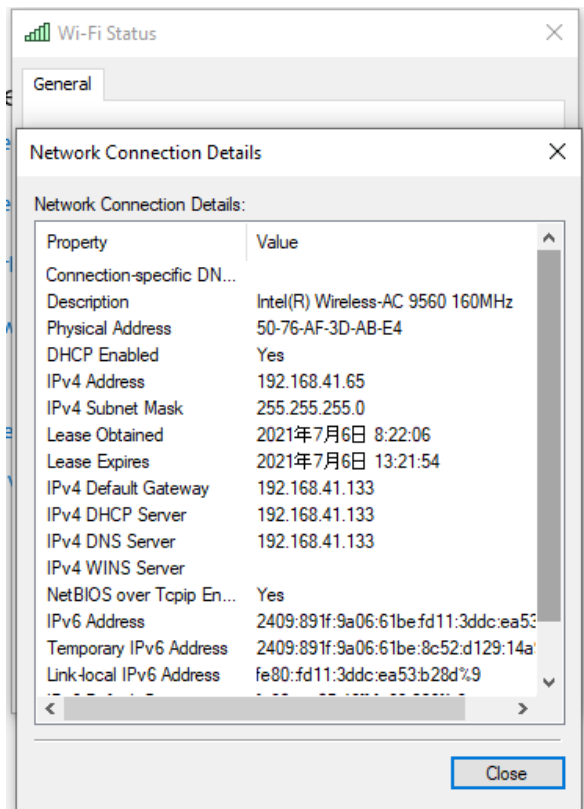 Wi-Fi Status
General
Network Connection Details
Network Connection Details:
Property Value
Connection-specific DN...
Description Intel(R) Wireless-AC 9560 160MHz
Physical Address 50-76-AF-3D-AB-E4
DHCP Enabled Yes
IPv4 Address 192.168.41.65
IPv4 Subnet Mask 255.255.255.0
Lease Obtained 2021年7月6日 8:22:06
Lease Expires 2021年7月6日 13:21:54
IPv4 Default Gateway 192.168.41.133
IPv4 DHCP Server 192.168.41.133
IPv4 DNS Server 192.168.41.133
IPv4 WINS Server
NetBIOS over Tcpip En... Yes
IPv6 Address 2409:891f:9a06:61be:fd11:3ddc:ea53
Temporary IPv6 Address 2409:891f:9a06:61be:8c52:d129:14a
Link-local IPv6 Address fe80::fd11:3ddc:ea53:b28d%9
Close